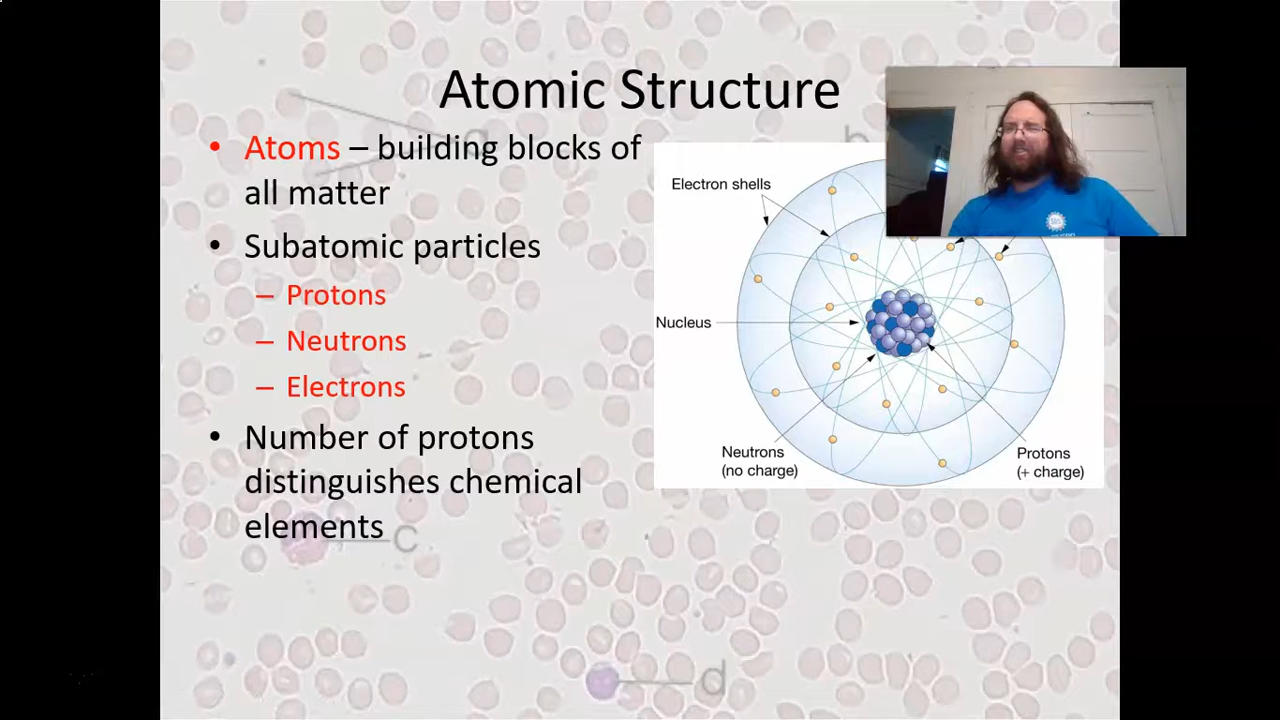 Atomic Structure
• Atoms – building blocks of
all matter
• Subatomic particles
– Protons
– Neutrons
– Electrons
• Number of protons
distinguishes chemical
elements
Electron shells
Nucleus
Neutrons
(no charge)
Protons
(+ charge)
c
d